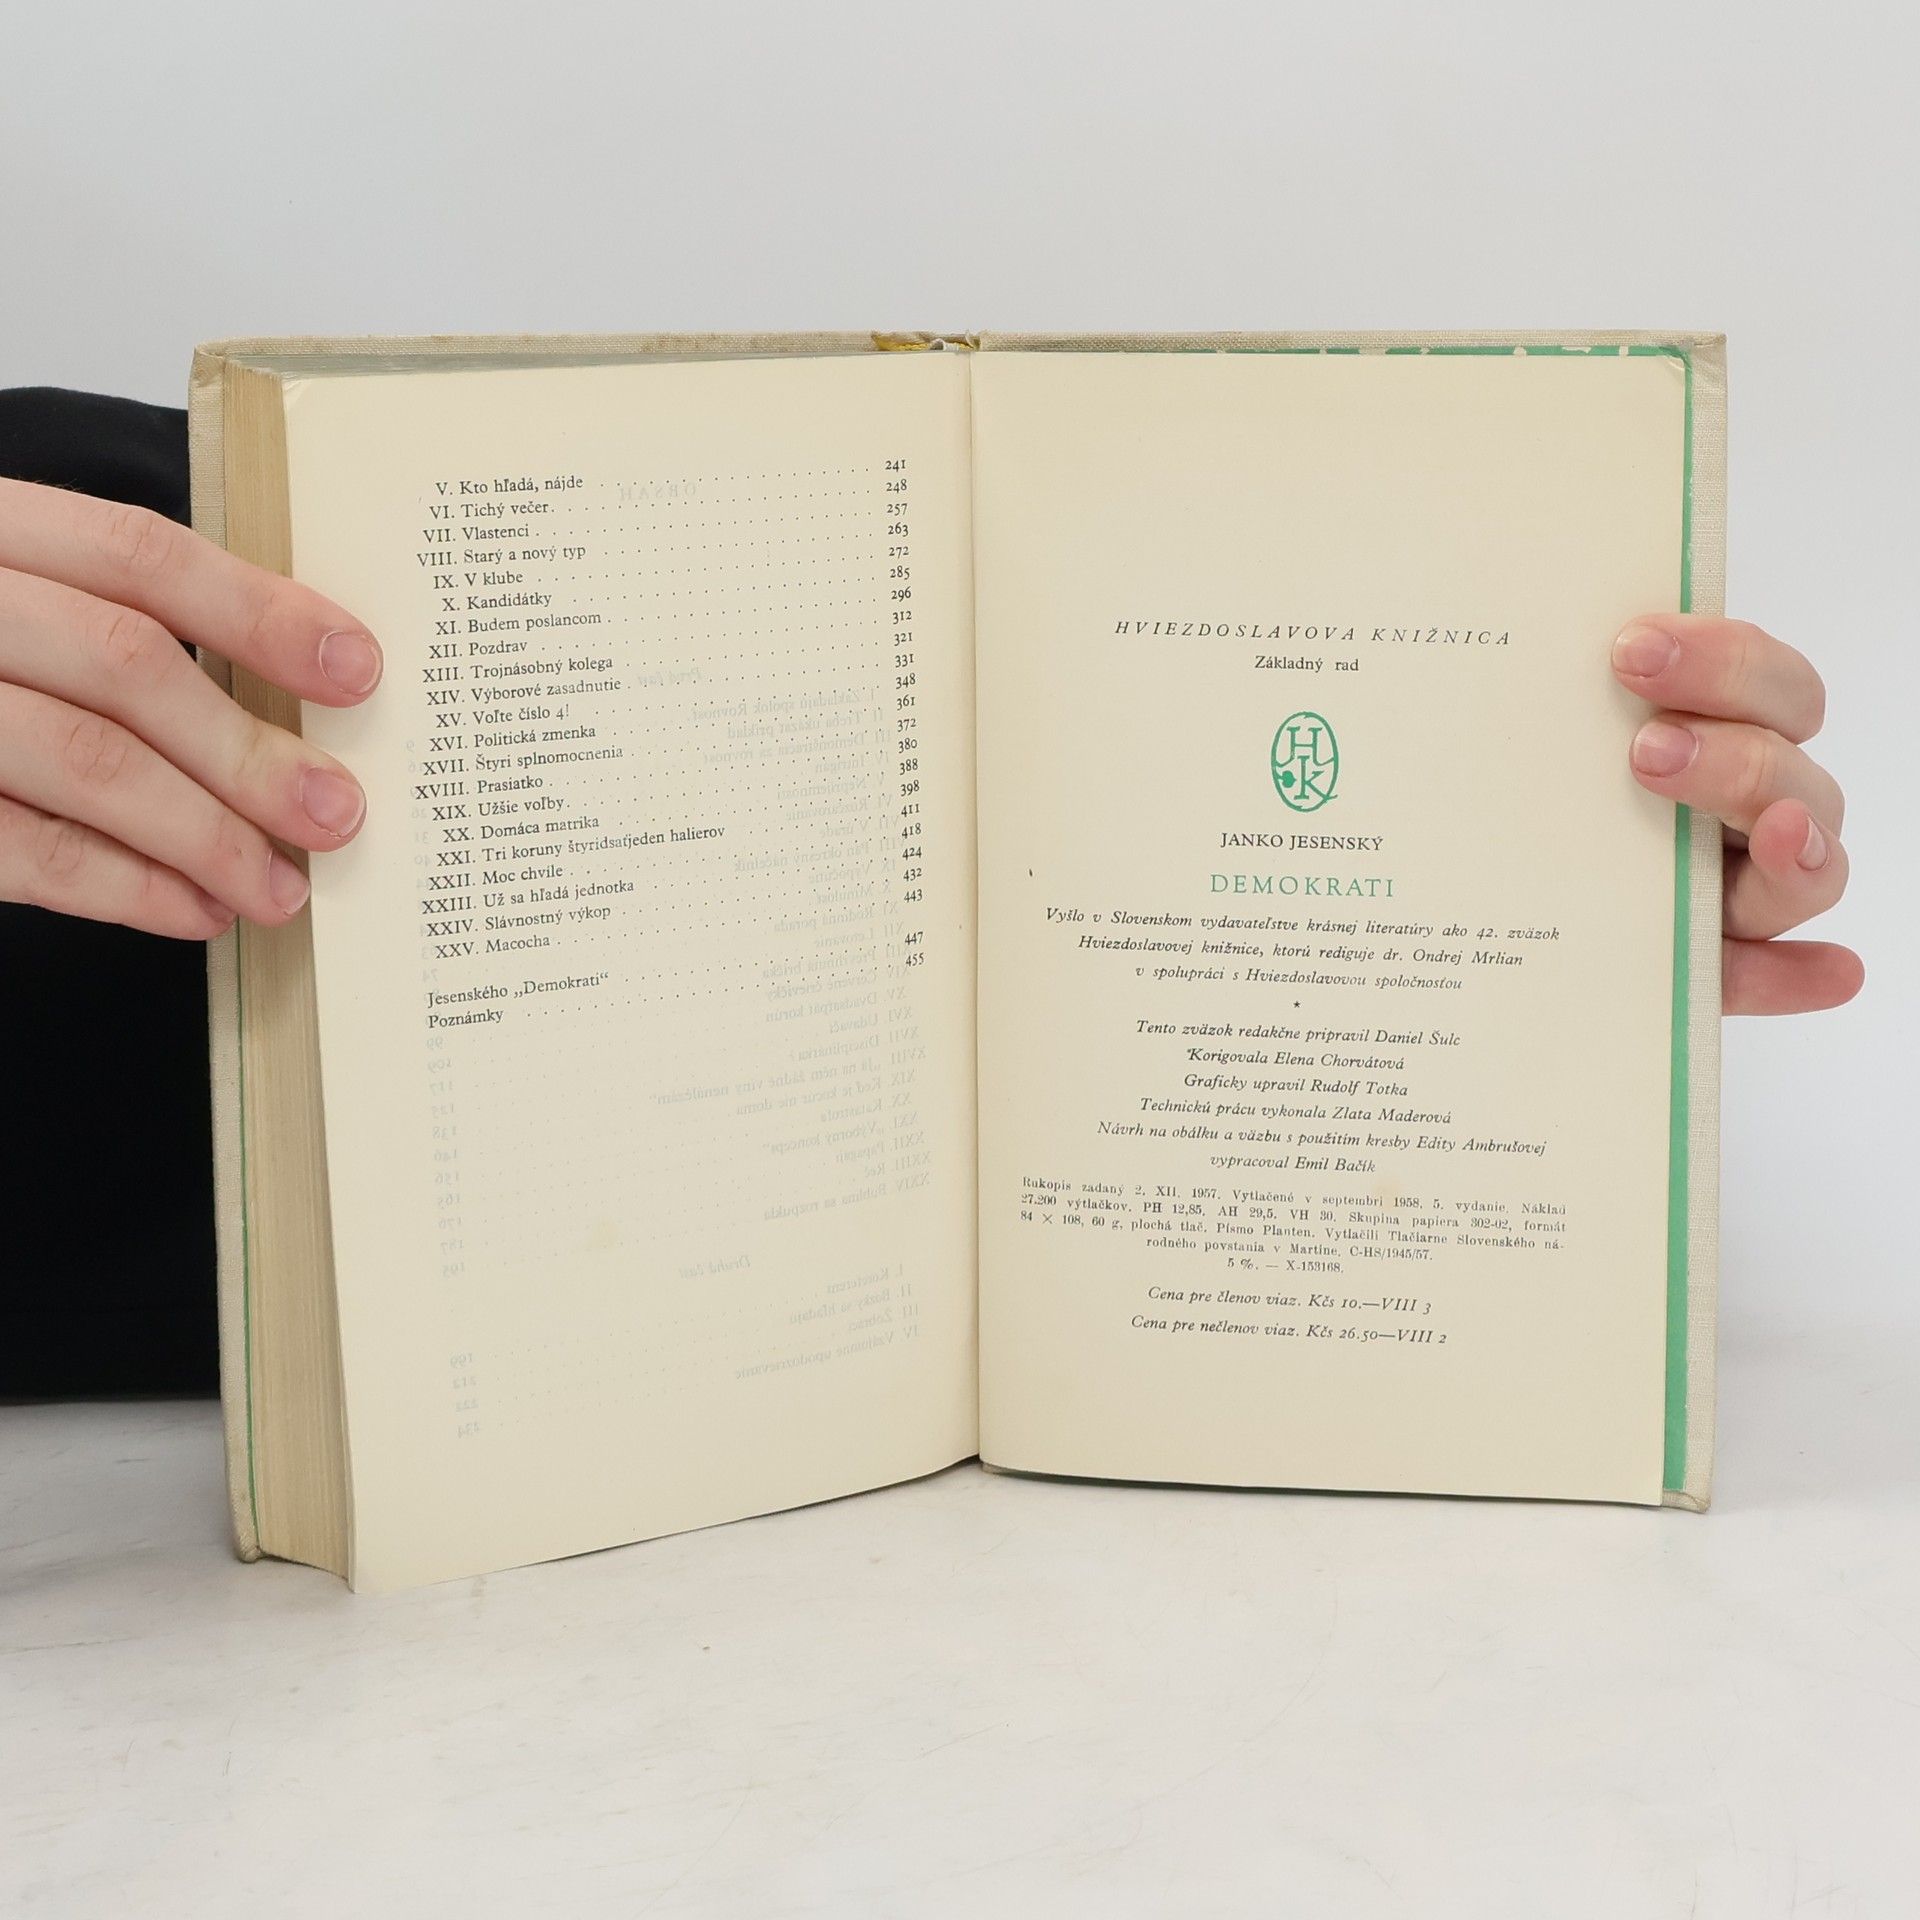 V. Kto hľadá, nájde . . . . . . . . . . . . . . 241
VI. Tichý večer . . . . . . . . . . . . . . 248
VII. Vlastenci . . . . . . . . . . . . . . 257
VIII. Starý a nový typ . . . . . . . . . . . . . . 263
IX. V klube . . . . . . . . . . . . . . 272
X. Kandidátky . . . . . . . . . . . . . . 285
XI. Budem poslancom . . . . . . . . . . . . . . 296
XII. Pozdrav . . . . . . . . . . . . . . 312
XIII. Trojnásobný kolega . . . . . . . . . . . . . . 321
XIV. Výborové zasadnutie . . . . . . . . . . . . . . 331
XV. Voľte číslo 4! . . . . . . . . . . . . . . 348
XVI. Politická zmenka . . . . . . . . . . . . . . 361
XVII. Štyri splnomocnenia . . . . . . . . . . . . . . 372
XVIII. Prasiatko . . . . . . . . . . . . . . 380
XIX. Užšie voľby . . . . . . . . . . . . . . 388
XX. Domáca matrika . . . . . . . . . . . . . . 398
XXI. Tri koruny štyridsaťjeden halierov . . . . . . . . 411
XXII. Moc chvíle . . . . . . . . . . . . . . 418
XXIII. Už sa hľadá jednotka . . . . . . . . . . . . . . 424
XXIV. Slávnostný výkop . . . . . . . . . . . . . . 432
XXV. Macocha . . . . . . . . . . . . . . 443
Jesenského „Demokrati“ . . . . . . . . . . . . . . 447
Poznámky . . . . . . . . . . . . . . 455
HVIEZDOSLAVOVA KNIŽNICA
Základný rad
HK
JANKO JESENSKÝ
DEMOKRATI
Vyšlo v Slovenskom vydavateľstve krásnej literatúry ako 42. zväzok
Hviezdoslavovej knižnice, ktorú rediguje dr. Ondrej Mrlian
v spolupráci s Hviezdoslavovou spoločnosťou
*
Tento zväzok redakčne pripravil Daniel Šulc
Korigovala Elena Chorvátová
Graficky upravil Rudolf Totka
Technickú prácu vykonala Zlata Maderová
Návrh na obálku a väzbu s použitím kresby Edity Ambrušovej
vypracoval Emil Bačík
Rukopis zadaný 2. XII. 1957. Vytlačené v septembri 1958. 5. vydanie. Náklad
27.200 výtlačkov. PH 12,85, AH 29,5, VH 30. Skupina papiera 302-02, formát
84 × 108, 60 g, plochá tlač. Písmo Planten. Vytlačili Tlačiarne Slovenského ná-
rodného povstania v Martine. C-HS/1945/57.
5 %. — X-153168.
Cena pre členov viaz. Kčs 10.—VIII 3
Cena pre nečlenov viaz. Kčs 26.50—VIII 2